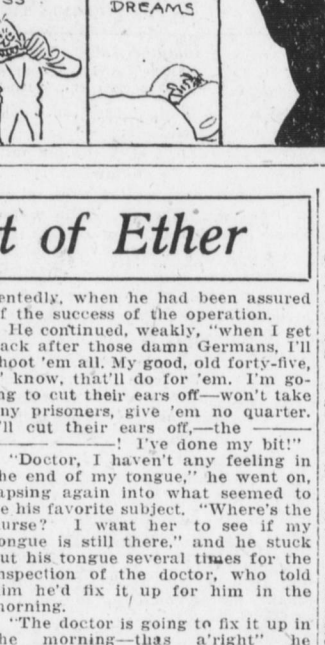 SS
DREAMS
t of Ether
entedly, when he had been assured
f the success of the operation.
He continued, weakly, "when I get
ack after those damn Germans, I'll
hoot 'em all. My good, old forty-five,
' know, that'll do for 'em. I'm go-
ng to cut their ears off—won't take
ny prisoners, give 'em no quarter.
'll cut their ears off,—the ———
——— ———! I've done my bit!"
"Doctor, I haven't any feeling in
he end of my tongue," he went on,
apsing again into what seemed to
e his favorite subject. "Where's the
urse? I want her to see if my
ongue is still there," and he stuck
ut his tongue several times for the
nspection of the doctor, who told
im he'd fix it up for him in the
orning.
"The doctor is going to fix it up in
he morning—thas a'right" he